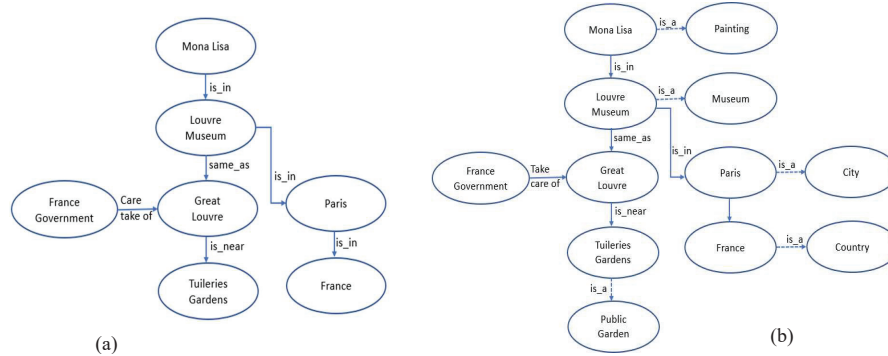 Mona Lisa
is_in
Louvre
Museum
same_as
is_in
France
Government
Care
take of
Great
Louvre
Paris
is_near
is_in
Tuileries
Gardens
France
(a)
Mona Lisa
is_a
Painting
is_in
Louvre
Museum
is_a
Museum
same_as
is_in
France
Government
Take
care of
Great
Louvre
Paris
is_a
City
is_near
Tuileries
Gardens
France
is_a
Country
is_a
Public
Garden
(b)